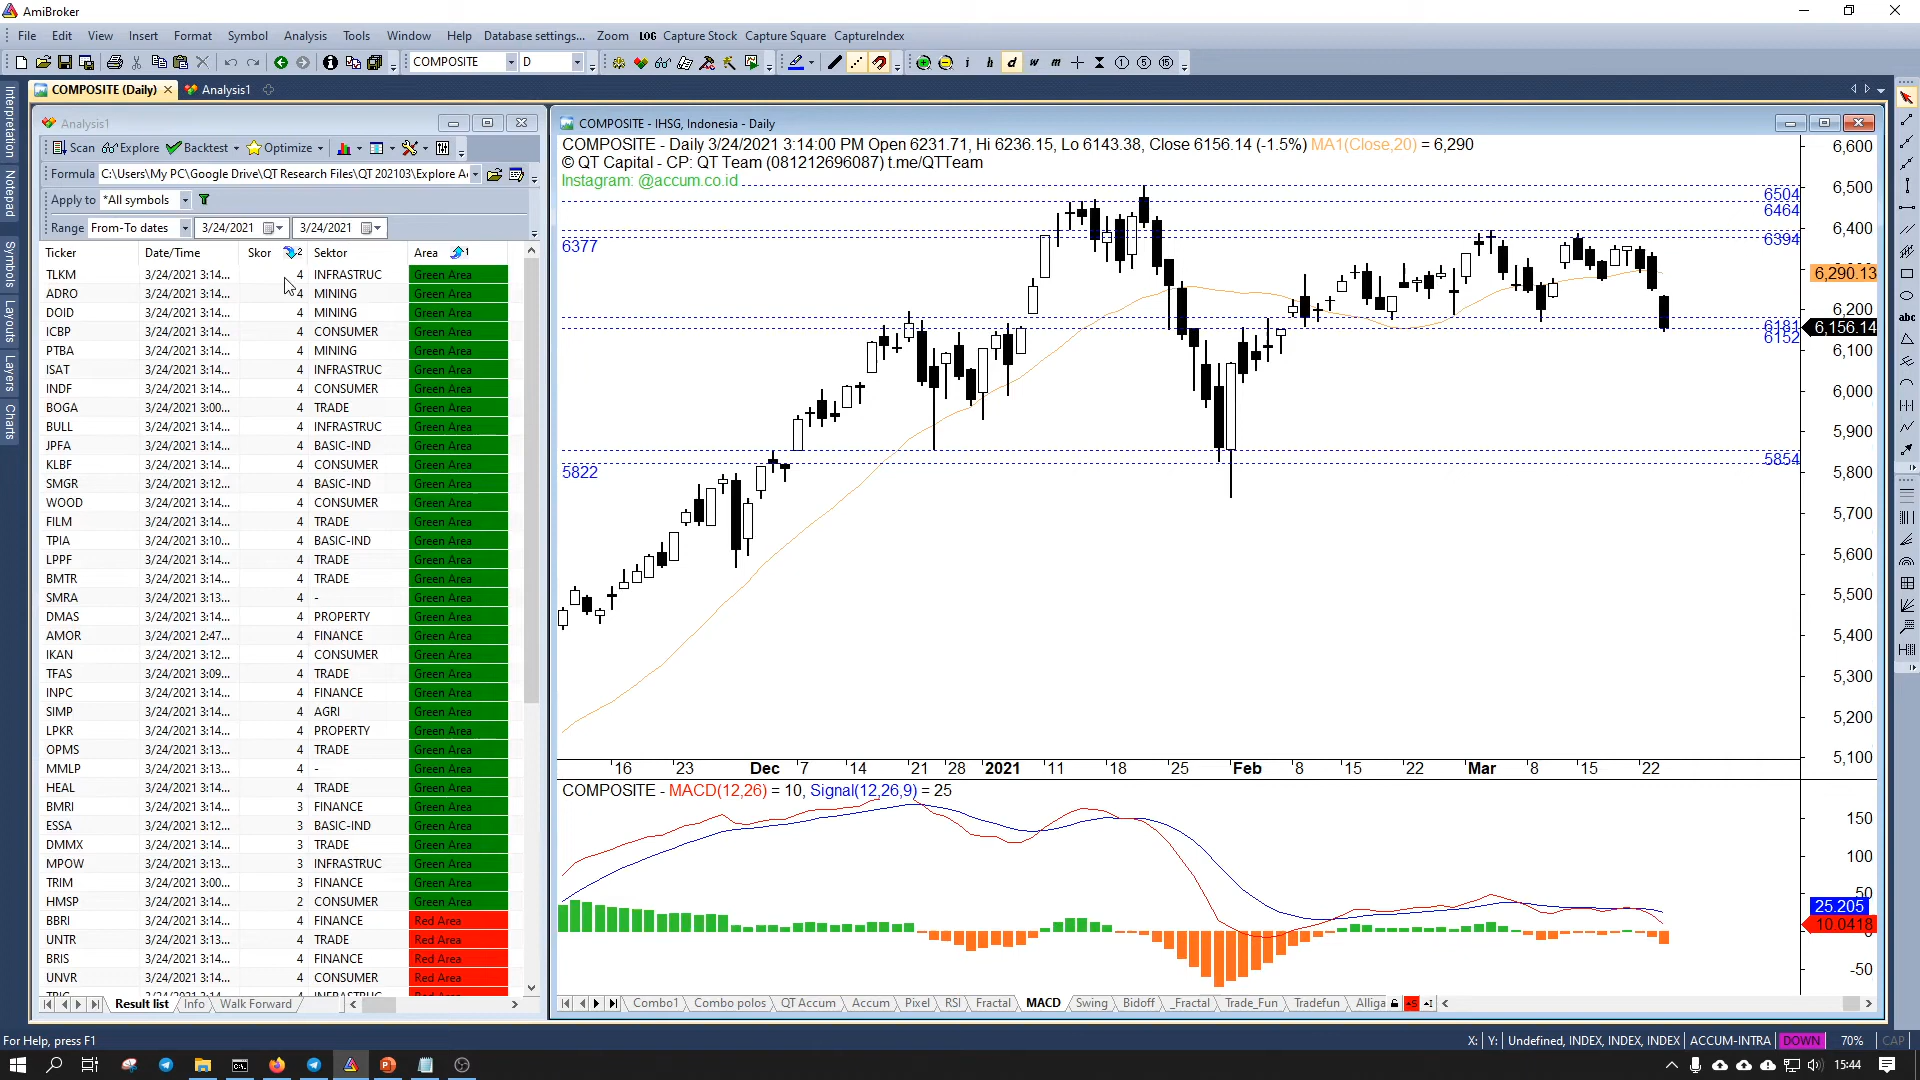 AmiBroker
File Edit View Insert Format Symbol Analysis Tools Window Help Database settings... Zoom LOG Capture Stock Capture Square CaptureIndex
COMPOSITE D
i h d w m
COMPOSITE (Daily) Analysis1
Interpretation
Notepad
Symbols
Layouts
Layers
Charts
Analysis1
Scan Explore Backtest Optimize
Formula C:\Users\My PC\Google Drive\QT Research Files\QT 202103\Explore A
Apply to *All symbols
Range From-To dates 3/24/2021 3/24/2021
Ticker Date/Time Skor 2 Sektor Area 1
TLKM 3/24/2021 3:14... 4 INFRASTRUC Green Area
ADRO 3/24/2021 3:14... 4 MINING Green Area
DOID 3/24/2021 3:14... 4 MINING Green Area
ICBP 3/24/2021 3:14... 4 CONSUMER Green Area
PTBA 3/24/2021 3:14... 4 MINING Green Area
ISAT 3/24/2021 3:14... 4 INFRASTRUC Green Area
INDF 3/24/2021 3:14... 4 CONSUMER Green Area
BOGA 3/24/2021 3:00... 4 TRADE Green Area
BULL 3/24/2021 3:14... 4 INFRASTRUC Green Area
JPFA 3/24/2021 3:14... 4 BASIC-IND Green Area
KLBF 3/24/2021 3:14... 4 CONSUMER Green Area
SMGR 3/24/2021 3:12... 4 BASIC-IND Green Area
WOOD 3/24/2021 3:14... 4 CONSUMER Green Area
FILM 3/24/2021 3:14... 4 TRADE Green Area
TPIA 3/24/2021 3:10... 4 BASIC-IND Green Area
LPPF 3/24/2021 3:14... 4 TRADE Green Area
BMTR 3/24/2021 3:14... 4 TRADE Green Area
SMRA 3/24/2021 3:13... 4 - Green Area
DMAS 3/24/2021 3:14... 4 PROPERTY Green Area
AMOR 3/24/2021 2:47... 4 FINANCE Green Area
IKAN 3/24/2021 3:12... 4 CONSUMER Green Area
TFAS 3/24/2021 3:09... 4 TRADE Green Area
INPC 3/24/2021 3:14... 4 FINANCE Green Area
SIMP 3/24/2021 3:14... 4 AGRI Green Area
LPKR 3/24/2021 3:14... 4 PROPERTY Green Area
OPMS 3/24/2021 3:13... 4 TRADE Green Area
MMLP 3/24/2021 3:13... 4 - Green Area
HEAL 3/24/2021 3:14... 4 TRADE Green Area
BMRI 3/24/2021 3:14... 3 FINANCE Green Area
ESSA 3/24/2021 3:12... 3 BASIC-IND Green Area
DMMX 3/24/2021 3:14... 3 TRADE Green Area
MPOW 3/24/2021 3:13... 3 INFRASTRUC Green Area
TRIM 3/24/2021 3:00... 3 FINANCE Green Area
HMSP 3/24/2021 3:14... 2 CONSUMER Green Area
BBRI 3/24/2021 3:14... 4 FINANCE Red Area
UNTR 3/24/2021 3:13... 4 TRADE Red Area
BRIS 3/24/2021 3:14... 4 FINANCE Red Area
UNVR 3/24/2021 3:14... 4 CONSUMER Red Area
Result list Info Walk Forward
COMPOSITE - IHSG, Indonesia - Daily
COMPOSITE - Daily 3/24/2021 3:14:00 PM Open 6231.71, Hi 6236.15, Lo 6143.38, Close 6156.14 (-1.5%) MA1(Close,20) = 6,290
© QT Capital - CP: QT Team (081212696087) t.me/QTTeam
Instagram: @accum.co.id
6504
6464
6377
6394
6181
6152
5854
5822
6,600
6,500
6,400
6,290.13
6,200
6,156.14
6,100
6,000
5,900
5,800
5,700
5,600
5,500
5,400
5,300
5,200
5,100
16 23 Dec 7 14 21 28 2021 11 18 25 Feb 8 15 22 Mar 8 15 22
COMPOSITE - MACD(12,26) = 10, Signal(12,26,9) = 25
150
100
50
25.205
10.0418
-50
Combo1 Combo polos QT Accum Accum Pixel RSI Fractal MACD Swing Bidoff _Fractal Trade_Fun Tradefun Alliga
abc
For Help, press F1
X: Y: Undefined, INDEX, INDEX, INDEX ACCUM-INTRA DOWN 70% CAP
15:44